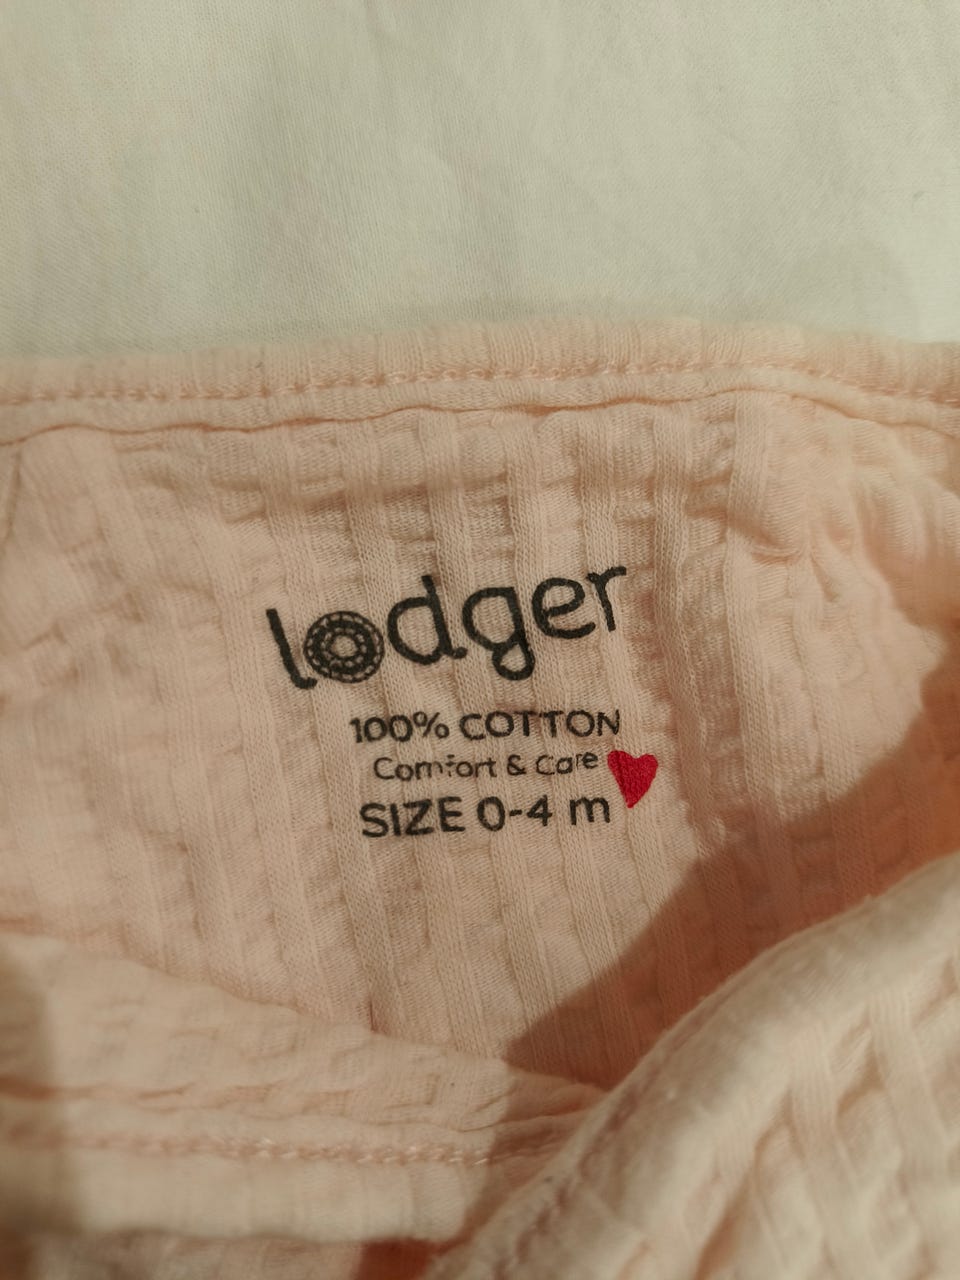 lodger
100% COTTON
Comfort & Care
SIZE 0-4 m